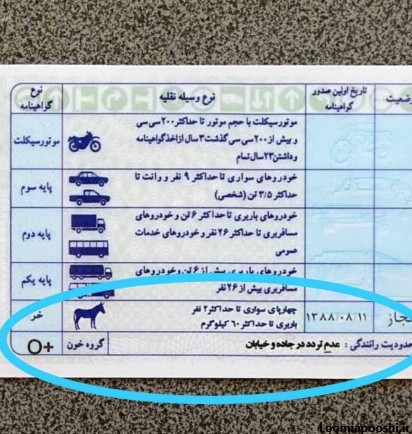 وضعیت
تاریخ اولین صدور
گواهینامه
نوع وسیله نقلیه
نوع
گواهینامه
موتورسیکلت با حجم موتور تا حداکثر ۲۰۰ سی سی
و بیش از ۲۰۰ سی سی گذشت ۳ سال از اخذ گواهینامه
و داشتن ۲۳ سال تمام
موتورسیکلت
خودروهای سواری تا حداکثر ۹ نفر و وانت تا
حداکثر ۳/۵ تن (شخصی)
پایه سوم
خودروهای باربری تا حداکثر ۶ تن و خودروهای
مسافربری تا حداکثر ۲۶ نفر و خودروهای خدمات
عمومی
پایه دوم
خودروهای باربری بیش از ۶ تن و خودروهای
مسافربری بیش از ۲۶ نفر
پایه یکم
مجاز
۱۳۸۸/۰۸/۱۱
چهارپای سواری تا حداکثر ۲ نفر
باربری تا حداکثر ۶۰ کیلوگرم
خر
محدودیت رانندگی : عدم تردد در جاده و خیابان
گروه خون
O+
Loomiapooshi.ir